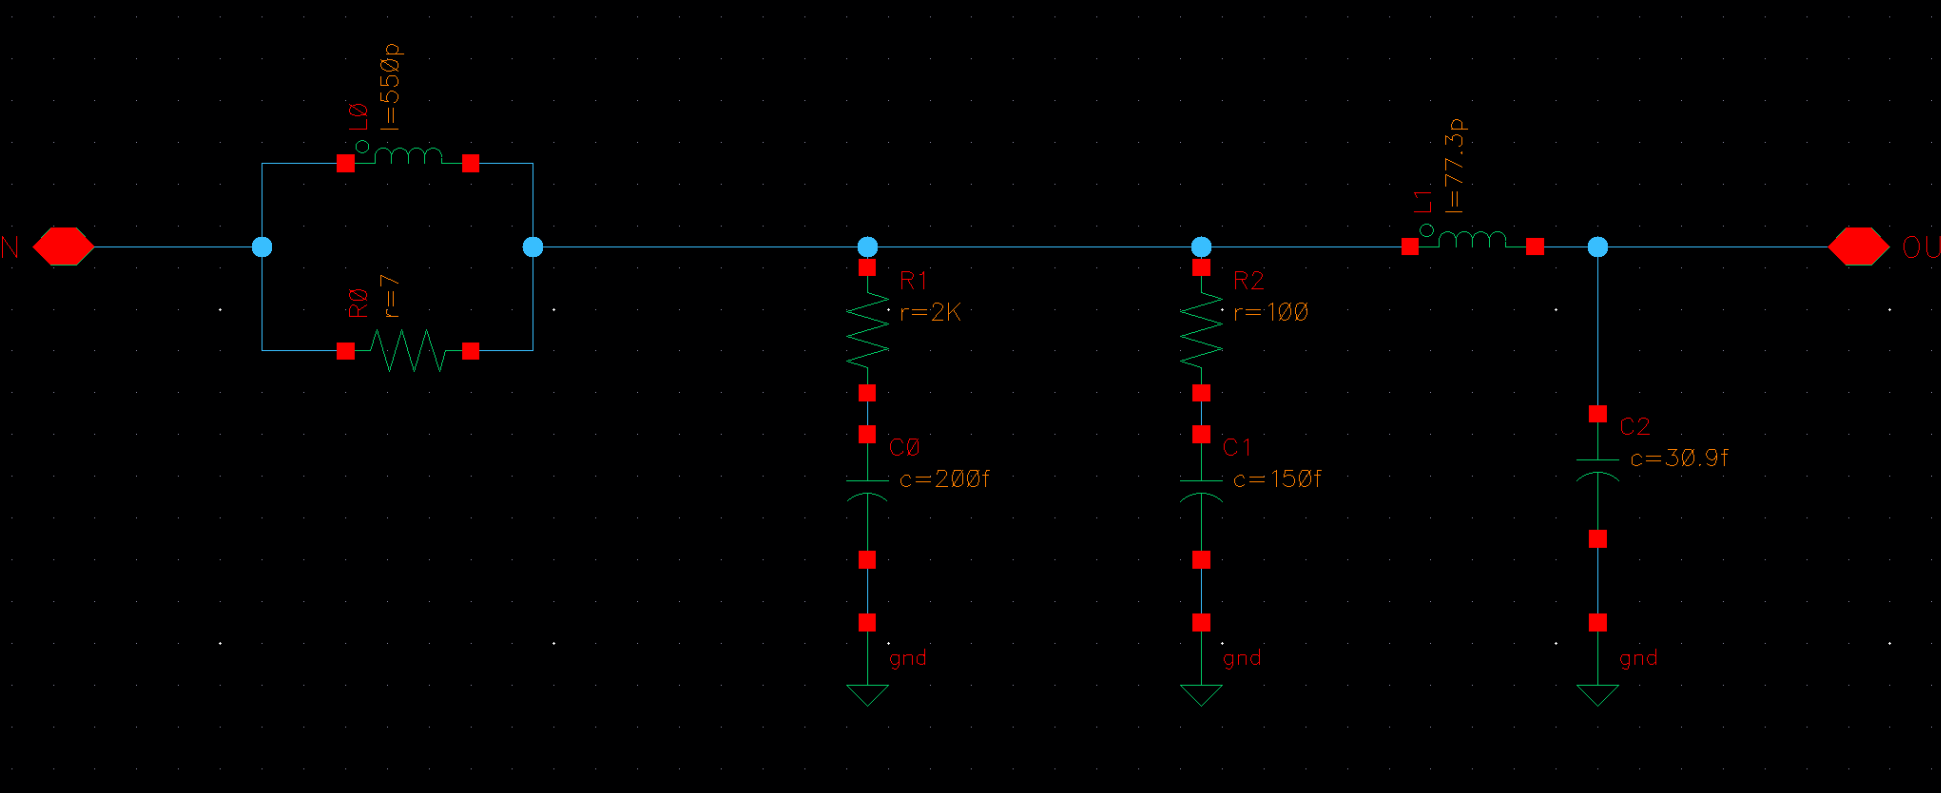 L0
l=550p
N
R0
r=7
R1
r=2K
C0
c=200f
gnd
R2
r=100
C1
c=150f
gnd
L1
l=77.3p
OU
C2
c=30.9f
gnd